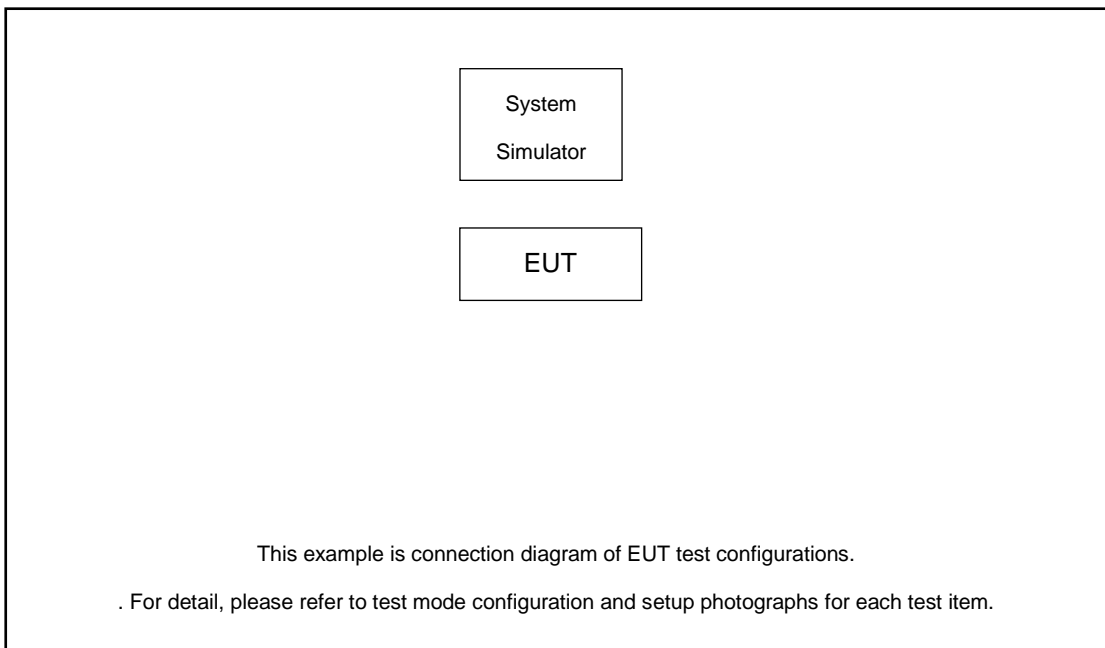 System
Simulator
EUT
This example is connection diagram of EUT test configurations.
. For detail, please refer to test mode configuration and setup photographs for each test item.